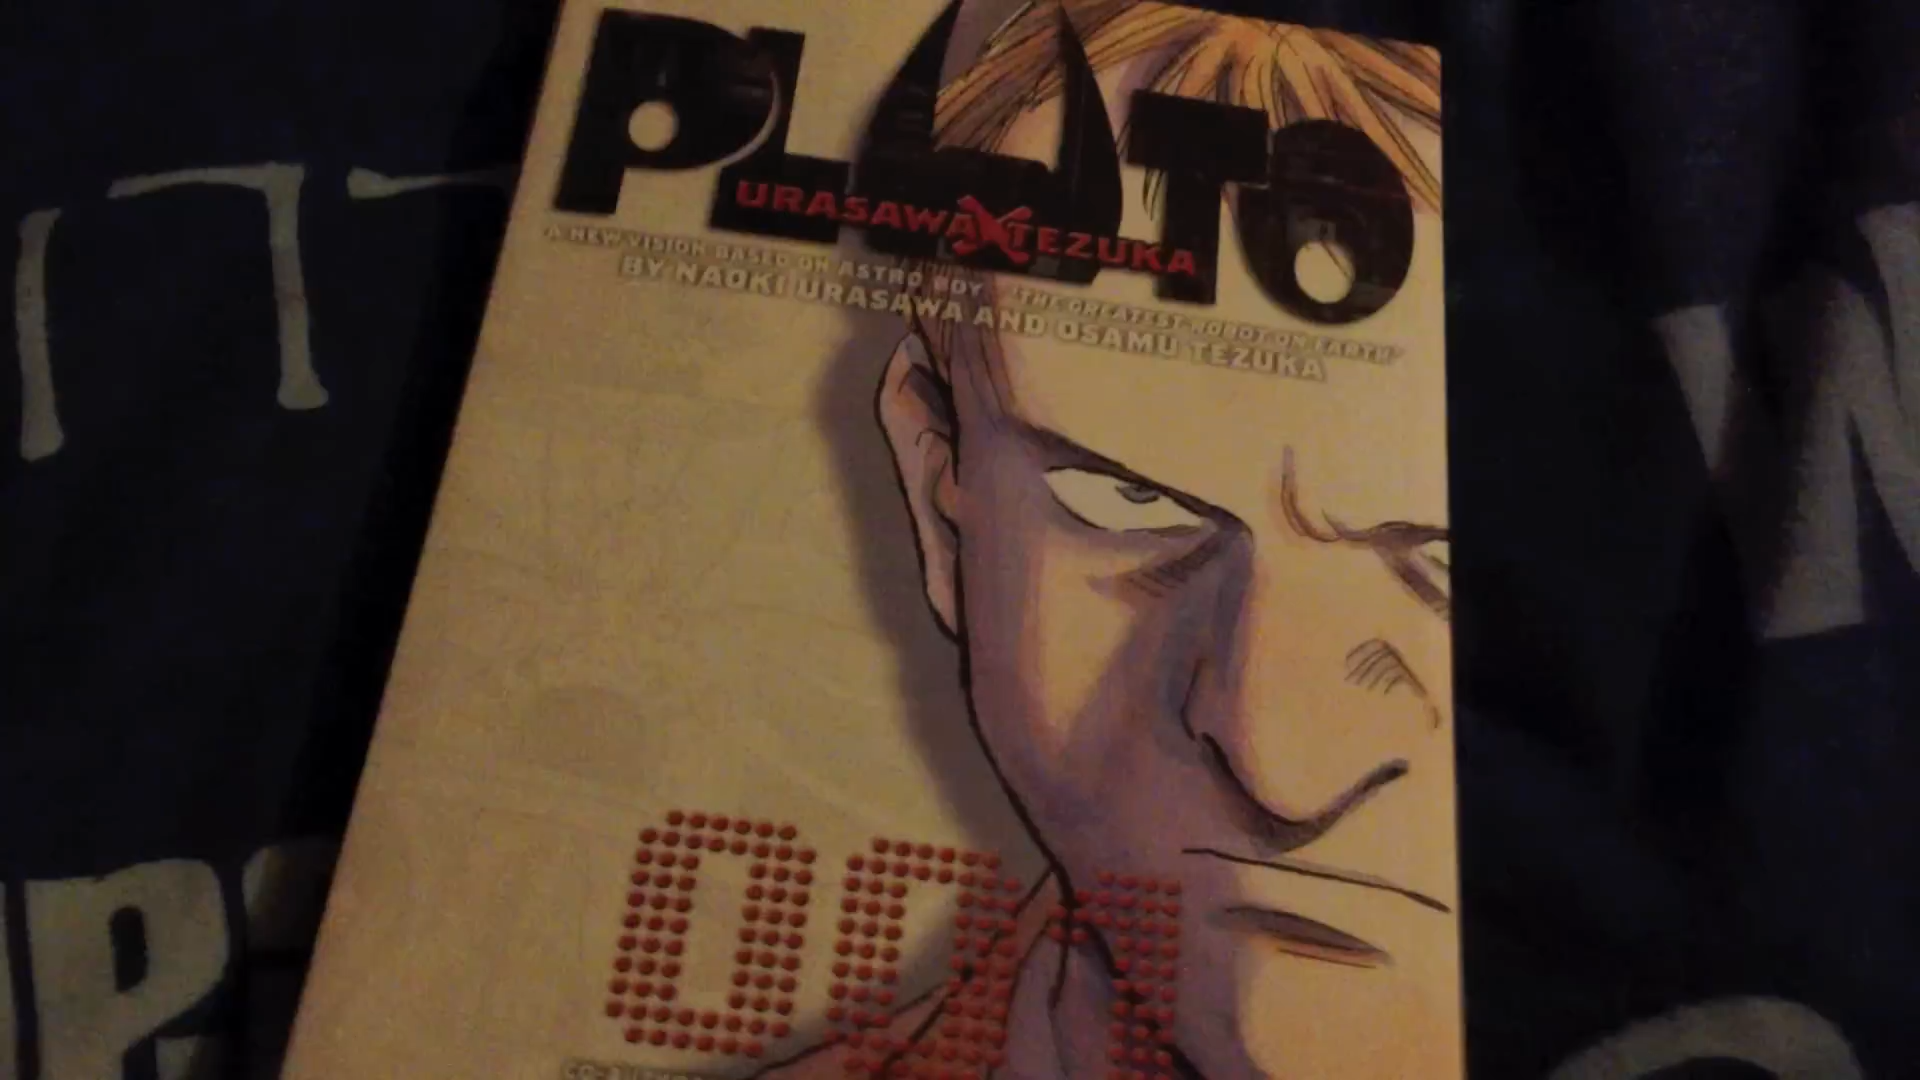 PLUTO
URASAWA X TEZUKA
A NEW VISION BASED ON ASTRO BOY - "THE GREATEST ROBOT ON EARTH"
BY NAOKI URASAWA AND OSAMU TEZUKA
001